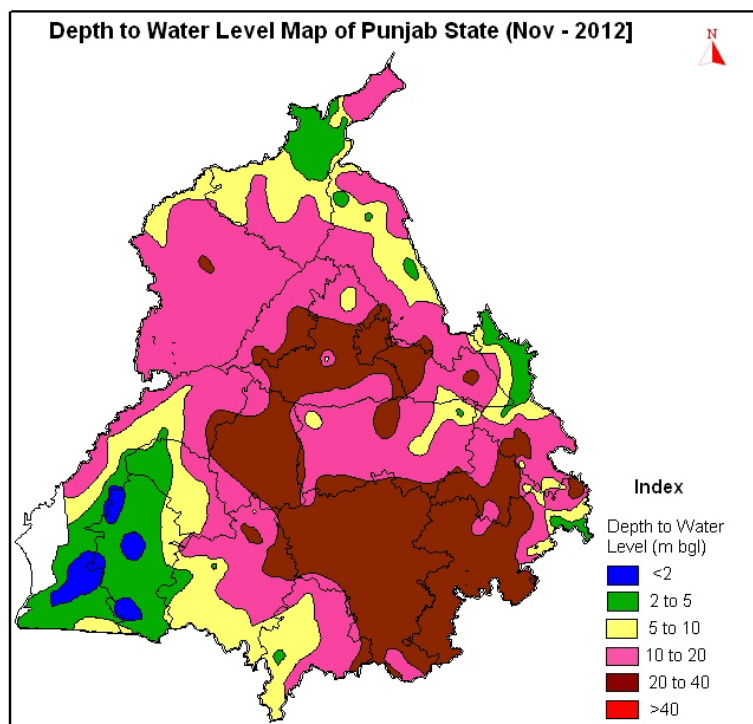 Depth to Water Level Map of Punjab State (Nov - 2012]
N
Index
Depth to Water
Level (m bgl)
<2
2 to 5
5 to 10
10 to 20
20 to 40
>40